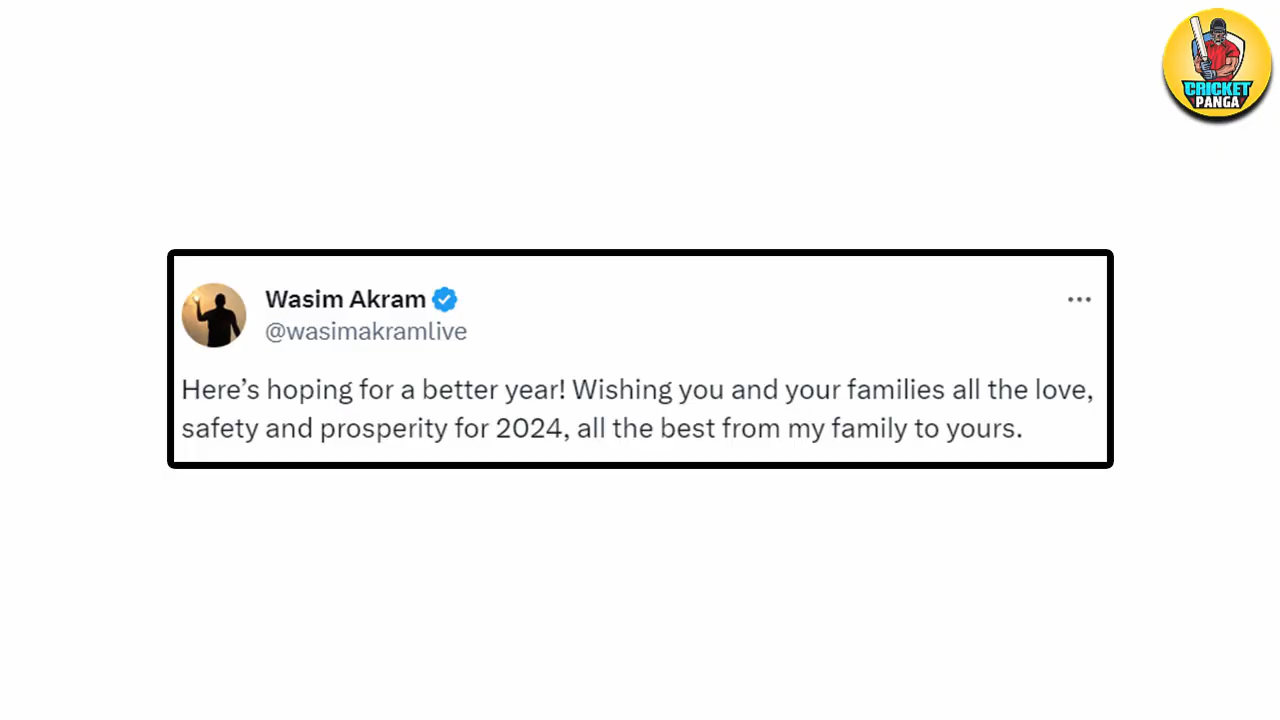 CRICKET
PANGA
Wasim Akram
@wasimakramlive
Here’s hoping for a better year! Wishing you and your families all the love,
safety and prosperity for 2024, all the best from my family to yours.